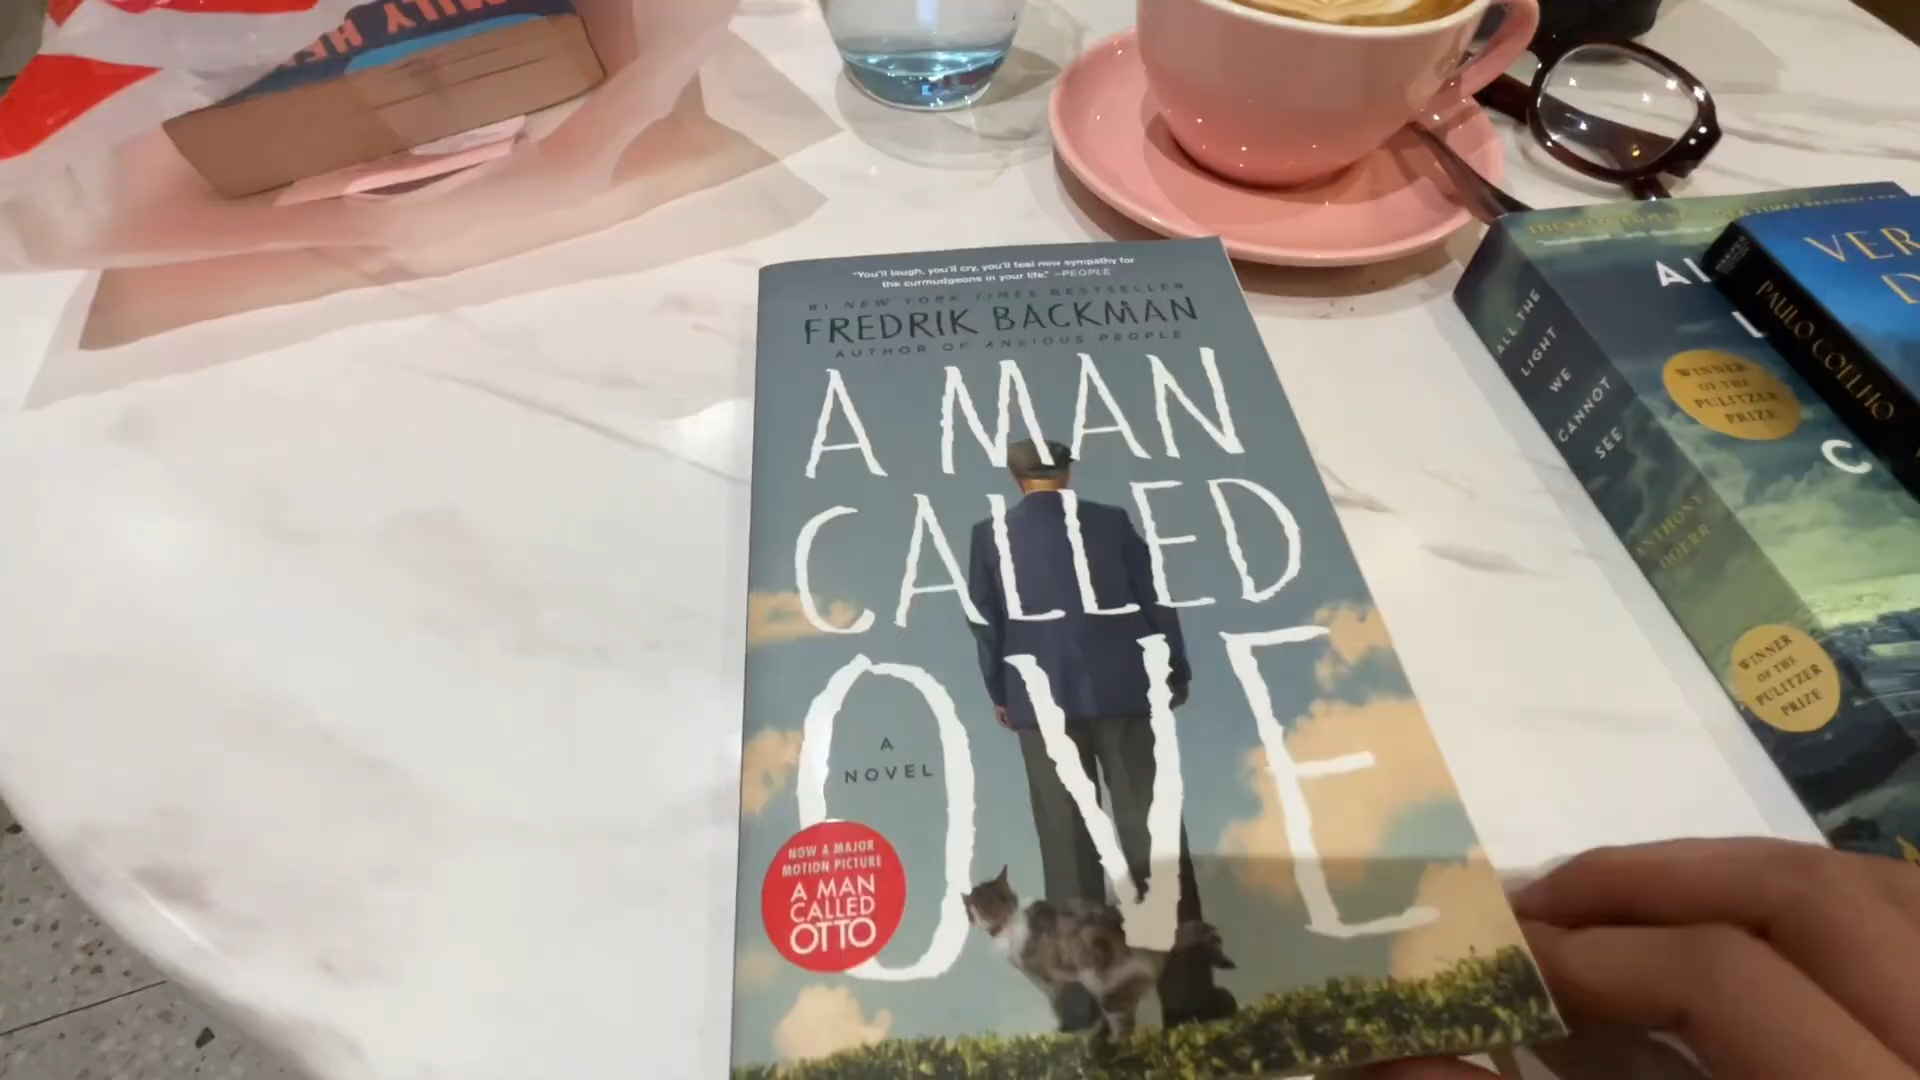 MILY HE
"You'll laugh, you'll cry, you'll feel new sympathy for
the curmudgeons in your life." —PEOPLE
#1 NEW YORK TIMES BESTSELLER
FREDRIK BACKMAN
AUTHOR OF ANXIOUS PEOPLE
A MAN
CALLED
OVE
A
NOVEL
NOW A MAJOR
MOTION PICTURE
A MAN
CALLED
OTTO
ALL THE
LIGHT
WE
CANNOT
SEE
ANTHONY
DOERR
WINNER
OF THE
PULITZER
PRIZE
AL
L
WINNER
OF THE
PULITZER
PRIZE
C
PAULO COELHO
VER
D